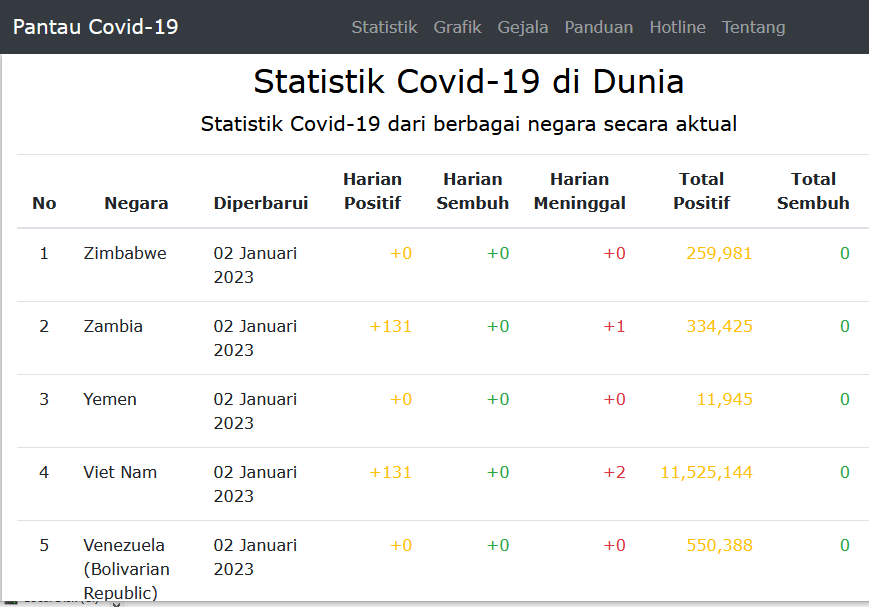 Pantau Covid-19 Statistik Grafik Gejala Panduan Hotline Tentang
Statistik Covid-19 di Dunia
Statistik Covid-19 dari berbagai negara secara aktual
Harian Harian Harian Total Total
No Negara Diperbarui Positif Sembuh Meninggal Positif Sembuh
1 Zimbabwe 02 Januari +0 +0 +0 259,981 0
2023
2 Zambia 02 Januari +131 +0 +1 334,425 0
2023
3 Yemen 02 Januari +0 +0 +0 11,945 0
2023
4 Viet Nam 02 Januari +131 +0 +2 11,525,144 0
2023
5 Venezuela 02 Januari +0 +0 +0 550,388 0
(Bolivarian 2023
Republic)